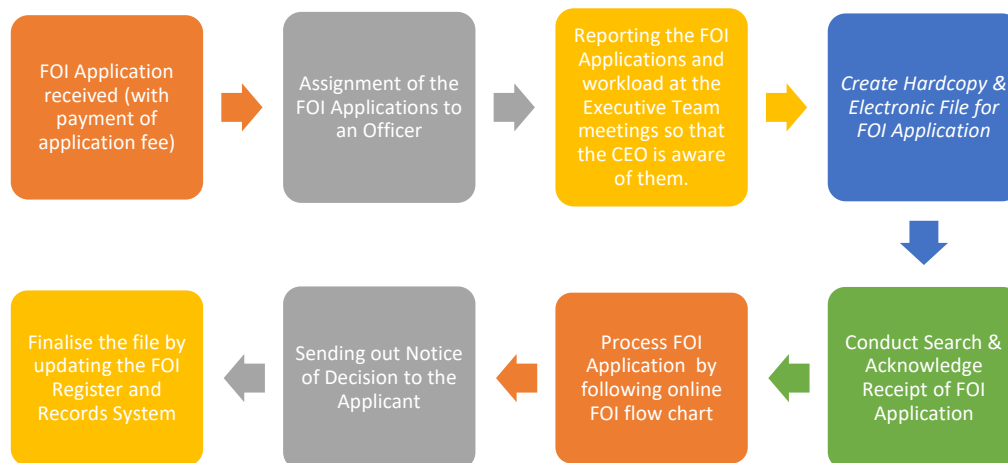 FOI Application
received (with
payment of
application fee)
Assignment of the
FOI Applications to
an Officer
Reporting the FOI
Applications and
workload at the
Executive Team
meetings so that
the CEO is aware
of them.
Create Hardcopy &
Electronic File for
FOI Application
Conduct Search &
Acknowledge
Receipt of FOI
Application
Process FOI
Application by
following online
FOI flow chart
Sending out Notice
of Decision to the
Applicant
Finalise the file by
updating the FOI
Register and
Records System